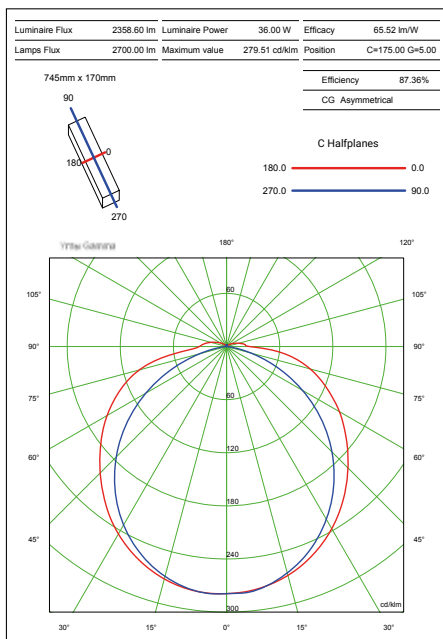 Luminaire Flux 2358.60 lm Luminaire Power 36.00 W Efficacy 65.52 lm/W
Lamps Flux 2700.00 lm Maximum value 279.51 cd/klm Position C=175.00 G=5.00
745mm x 170mm
Efficiency 87.36%
CG Asymmetrical
90
0
180
270
C Halfplanes
180.0 0.0
270.0 90.0
180° 120°
60
105° 105°
90° 90°
60
75° 75°
120
60° 60°
180
45° 45°
240
cd/klm
300
30° 15° 0° 15° 30°